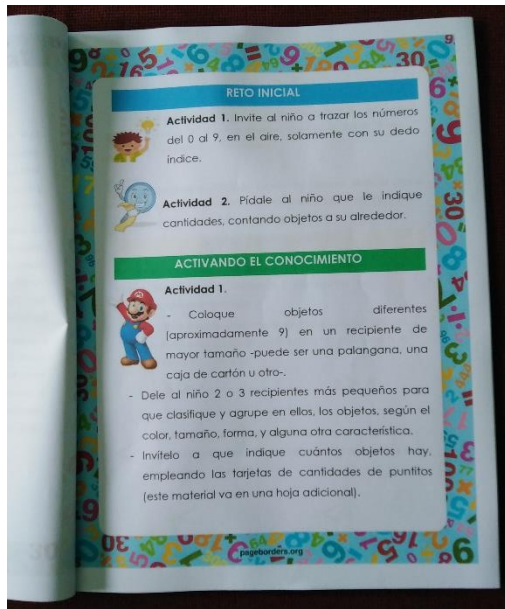 RETO INICIAL
Actividad 1. Invite al niño a trazar los números
del 0 al 9, en el aire, solamente con su dedo
índice.
Actividad 2. Pídale al niño que le indique
cantidades, contando objetos a su alrededor.
ACTIVANDO EL CONOCIMIENTO
Actividad 1.
- Coloque objetos diferentes
(aproximadamente 9) en un recipiente de
mayor tamaño -puede ser una palangana, una
caja de cartón u otro-.
- Dele al niño 2 o 3 recipientes más pequeños para
que clasifique y agrupe en ellos, los objetos, según el
color, tamaño, forma, y alguna otra característica.
- Invítelo a que indique cuántos objetos hay,
empleando las tarjetas de cantidades de puntitos
(este material va en una hoja adicional).
pageborders.org